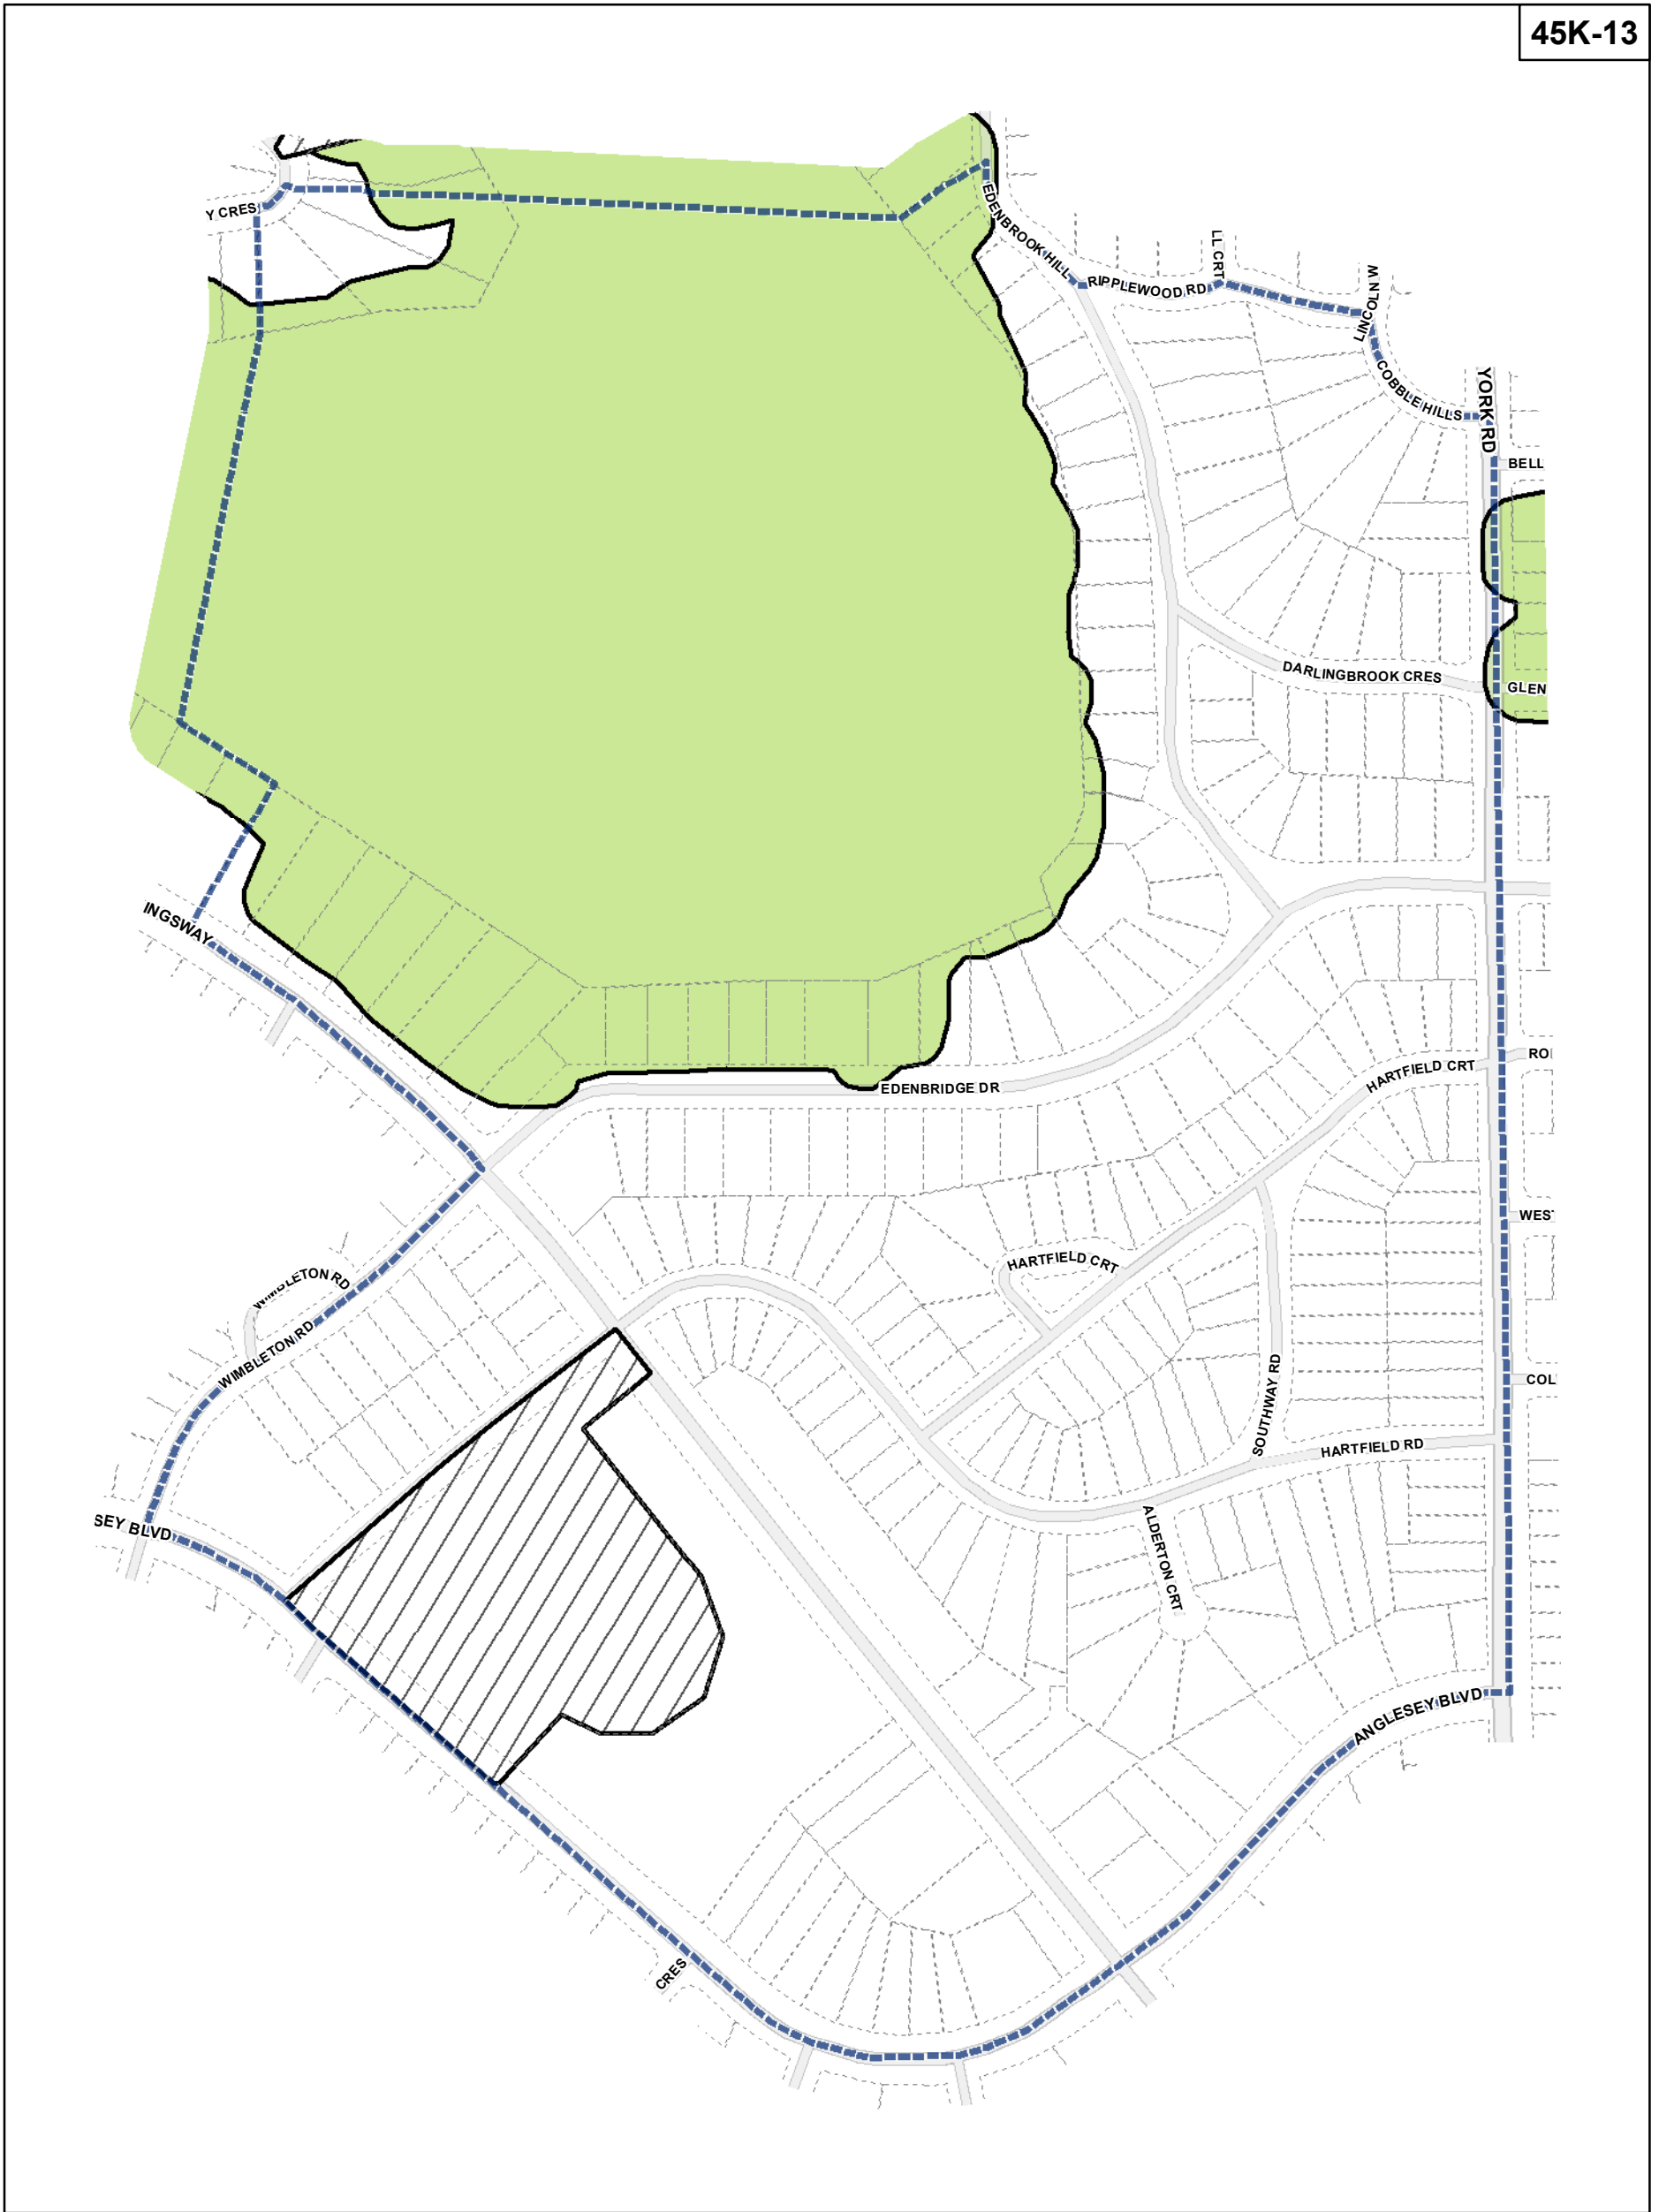 45K-13
Y CRES
EDENBROOK HILL
RIPPLEWOOD RD
LL CRT
LINCOLN W
COBBLE HILLS
YORK RD
BELL
DARLINGBROOK CRES
GLEN
INGSWAY
EDENBRIDGE DR
HARTFIELD CRT
ROI
WEST
HARTFIELD CRT
WIMBLETON RD
WIMBLETON RD
SOUTHWAY RD
COL
HARTFIELD RD
SEY BLVD
ALDERTON CRT
ANGLESEY BLVD
CRES